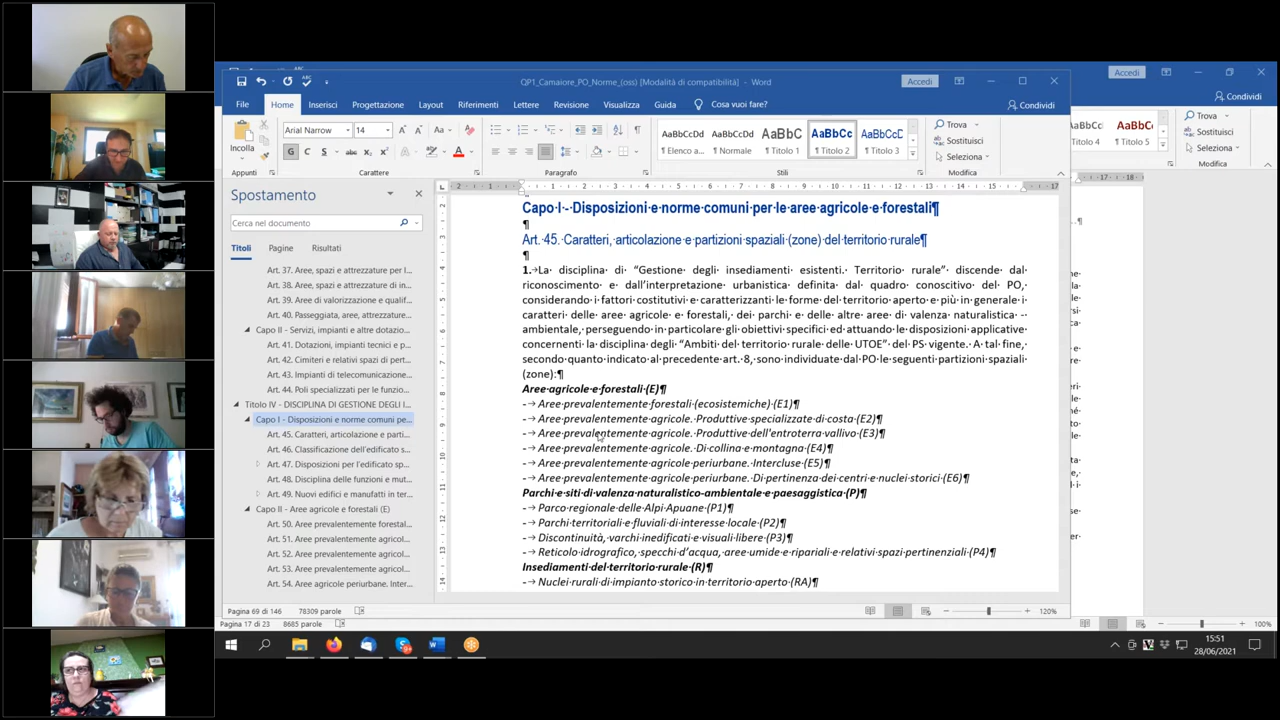 QP1_Camaiore_PO_Norme_(oss) [Modalità di compatibilità] - Word
Accedi
Accedi
File Home Inserisci Progettazione Layout Riferimenti Lettere Revisione Visualizza Guida Cosa vuoi fare? Condividi
Condividi
Incolla
Arial Narrow 14
AaBbCcDd AaBbCcDd AaBbC AaBbCc AaBbCcD
¶ Elenco a... ¶ Normale ¶ Titolo 1 ¶ Titolo 2 ¶ Titolo 3
Trova
Sostituisci
Selezione
Appunti Carattere Paragrafo Stili Modifica
AaBbCc
¶ Titolo 4 ¶ Titolo 5
Trova
Sostituisci
Selezione
Modifica
Spostamento
Cerca nel documento
Titoli Pagine Risultati
Art. 37. Aree, spazi e attrezzature per l...
Art. 38. Aree, spazi e attrezzature di in...
Art. 39. Aree di valorizzazione e qualif...
Art. 40. Passeggiata, aree, attrezzature...
Capo II - Servizi, impianti e altre dotazio...
Art. 41. Dotazioni, impianti tecnici e p...
Art. 42. Cimiteri e relativi spazi di pert...
Art. 43. Impianti di telecomunicazione...
Art. 44. Poli specializzati per le funzio...
Titolo IV - DISCIPLINA DI GESTIONE DEGLI I...
Capo I - Disposizioni e norme comuni pe...
Art. 45. Caratteri, articolazione e parti...
Art. 46. Classificazione dell'edificato s...
Art. 47. Disposizioni per l'edificato sp...
Art. 48. Disciplina delle funzioni e mut...
Art. 49. Nuovi edifici e manufatti in ter...
Capo II - Aree agricole e forestali (E)
Art. 50. Aree prevalentemente forestal...
Art. 51. Aree prevalentemente agricol...
Art. 52. Aree prevalentemente agricol...
Art. 53. Aree prevalentemente agricol...
Art. 54. Aree agricole periurbane. Inter...
Capo I - Disposizioni e norme comuni per le aree agricole e forestali¶
¶
Art. 45. Caratteri, articolazione e partizioni spaziali (zone) del territorio rurale¶
¶
1.→La disciplina di “Gestione degli insediamenti esistenti. Territorio rurale” discende dal
riconoscimento e dall’interpretazione urbanistica definita dal quadro conoscitivo del PO,
considerando i fattori costitutivi e caratterizzanti le forme del territorio aperto e più in generale i
caratteri delle aree agricole e forestali, dei parchi e delle altre aree di valenza naturalistica -
ambientale, perseguendo in particolare gli obiettivi specifici ed attuando le disposizioni applicative
concernenti la disciplina degli “Ambiti del territorio rurale delle UTOE” del PS vigente. A tal fine,
secondo quanto indicato al precedente art. 8, sono individuate dal PO le seguenti partizioni spaziali
(zone):¶
Aree agricole e forestali (E)¶
-→Aree prevalentemente forestali (ecosistemiche) (E1)¶
-→Aree prevalentemente agricole. Produttive specializzate di costa (E2)¶
-→Aree prevalentemente agricole. Produttive dell'entroterra vallivo (E3)¶
-→Aree prevalentemente agricole. Di collina e montagna (E4)¶
-→Aree prevalentemente agricole periurbane. Intercluse (E5)¶
-→Aree prevalentemente agricole periurbane. Di pertinenza dei centri e nuclei storici (E6)¶
Parchi e siti di valenza naturalistico-ambientale e paesaggistica (P)¶
-→Parco regionale delle Alpi Apuane (P1)¶
-→Parchi territoriali e fluviali di interesse locale (P2)¶
-→Discontinuità, varchi inedificati e visuali libere (P3)¶
-→Reticolo idrografico, specchi d’acqua, aree umide e ripariali e relativi spazi pertinenziali (P4)¶
Insediamenti del territorio rurale (R)¶
-→Nuclei rurali di impianto storico in territorio aperto (RA)¶
Pagina 69 di 146 78309 parole 120%
Pagina 17 di 23 8685 parole 100%
15:51
28/06/2021